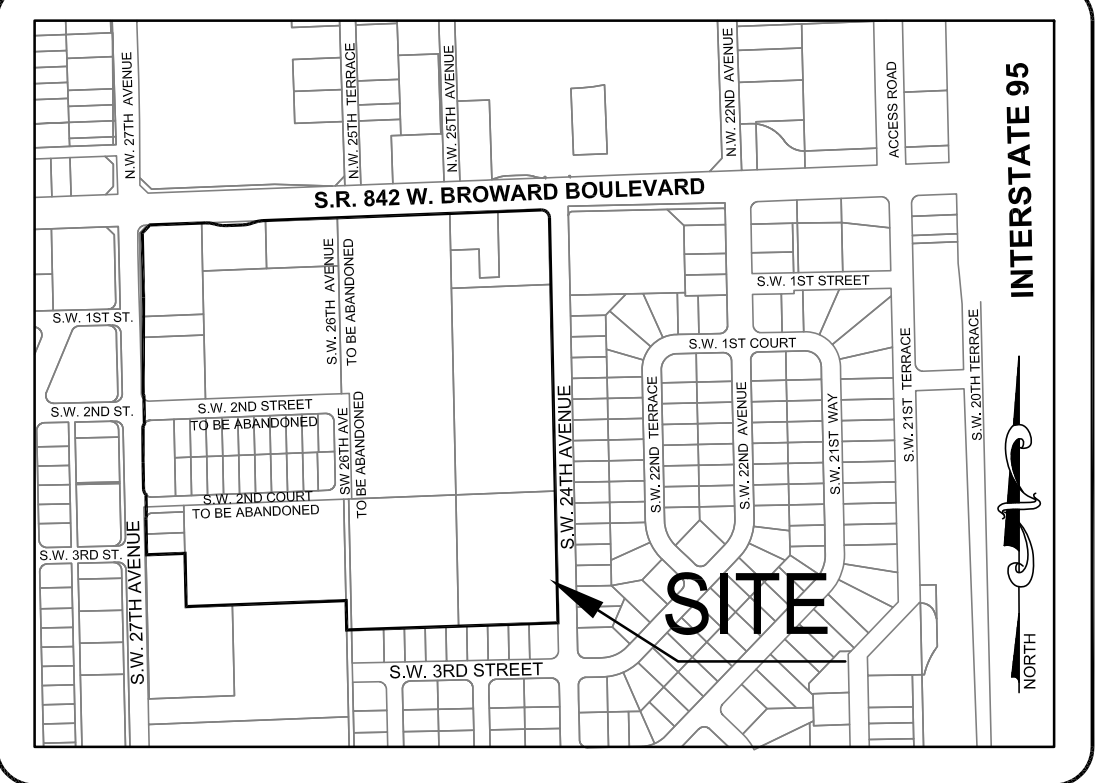 N.W. 27TH AVENUE
N.W. 25TH TERRACE
N.W. 25TH AVENUE
N.W. 22ND AVENUE
ACCESS ROAD
INTERSTATE 95
S.R. 842 W. BROWARD BOULEVARD
S.W. 26TH AVENUE
TO BE ABANDONED
S.W. 1ST STREET
S.W. 1ST ST.
S.W. 1ST COURT
S.W. 21ST TERRACE
S.W. 20TH TERRACE
S.W. 2ND ST.
S.W. 2ND STREET
TO BE ABANDONED
SW 26TH AVE
TO BE ABANDONED
S.W. 24TH AVENUE
S.W. 22ND TERRACE
S.W. 22ND AVENUE
S.W. 21ST WAY
S.W. 2ND COURT
TO BE ABANDONED
S.W. 3RD ST.
S.W. 27TH AVENUE
SITE
S.W. 3RD STREET
NORTH